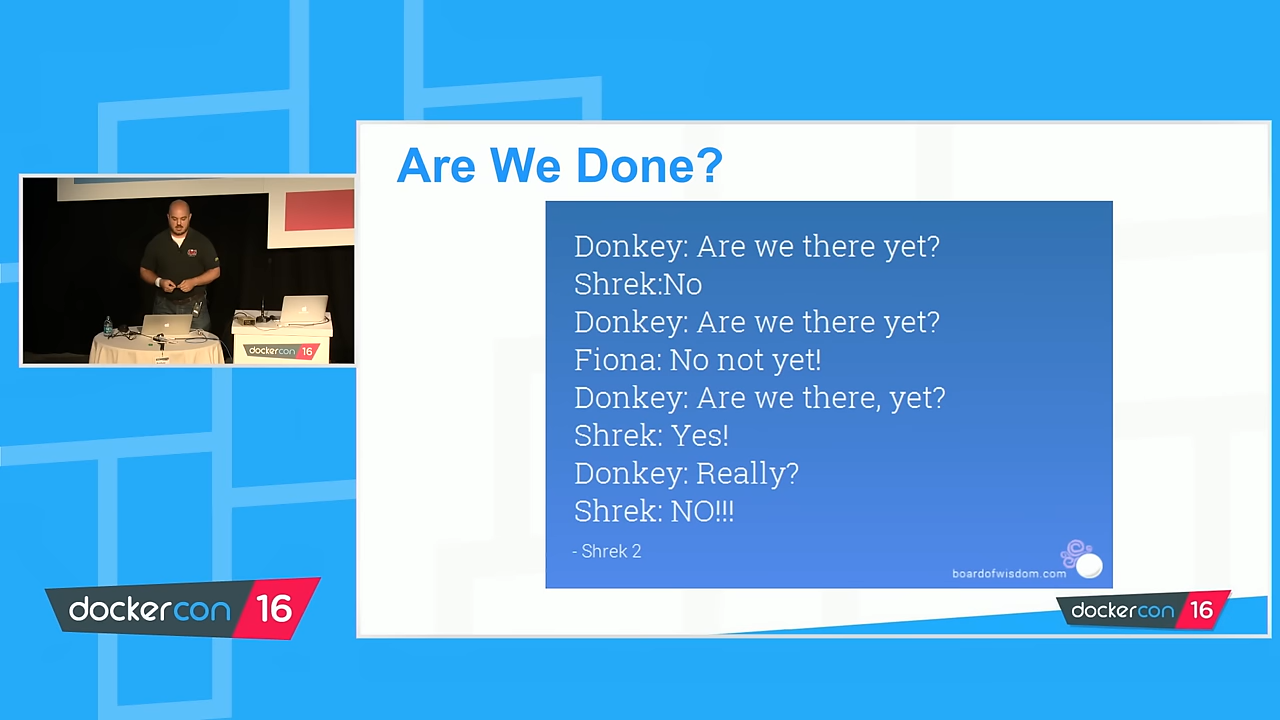 Are We Done?
Donkey: Are we there yet?
Shrek:No
Donkey: Are we there yet?
Fiona: No not yet!
Donkey: Are we there, yet?
Shrek: Yes!
Donkey: Really?
Shrek: NO!!!
- Shrek 2
boardofwisdom.com
dockercon 16
dockercon 16
dockercon 16